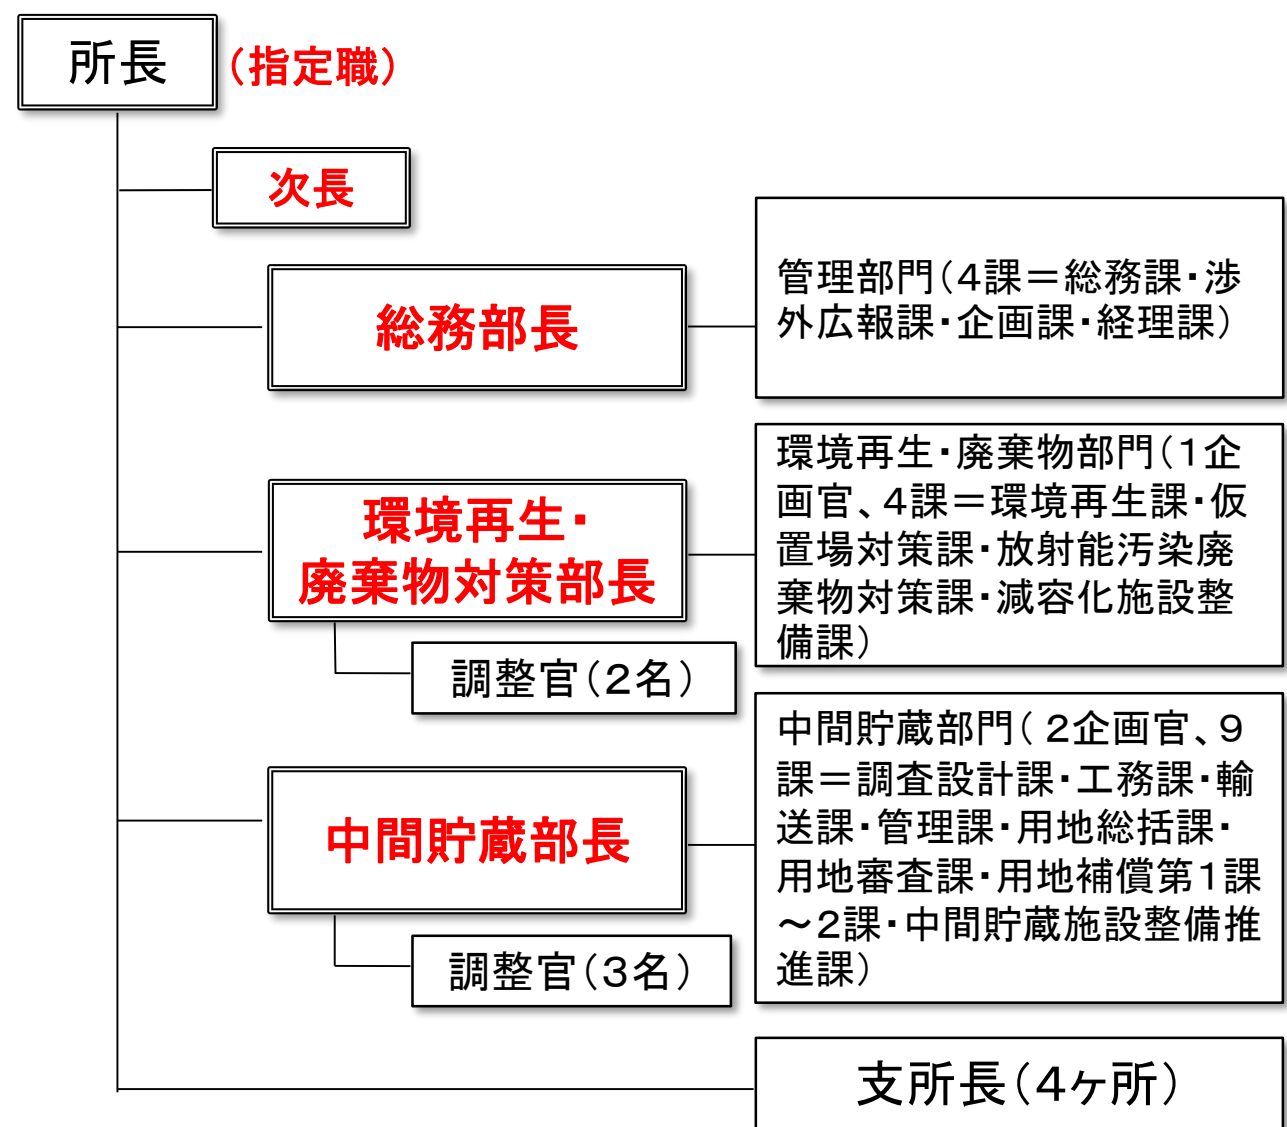 所長
（指定職）
次長
総務部長
管理部門（4課＝総務課・渉
外広報課・企画課・経理課）
環境再生・
廃棄物対策部長
環境再生・廃棄物部門（１企
画官、4課＝環境再生課・仮
置場対策課・放射能汚染廃
棄物対策課・減容化施設整
備課）
調整官（２名）
中間貯蔵部長
中間貯蔵部門（ ２企画官、９
課＝調査設計課・工務課・輸
送課・管理課・用地総括課・
用地審査課・用地補償第１課
～２課・中間貯蔵施設整備推
進課）
調整官（３名）
支所長（４ヶ所）